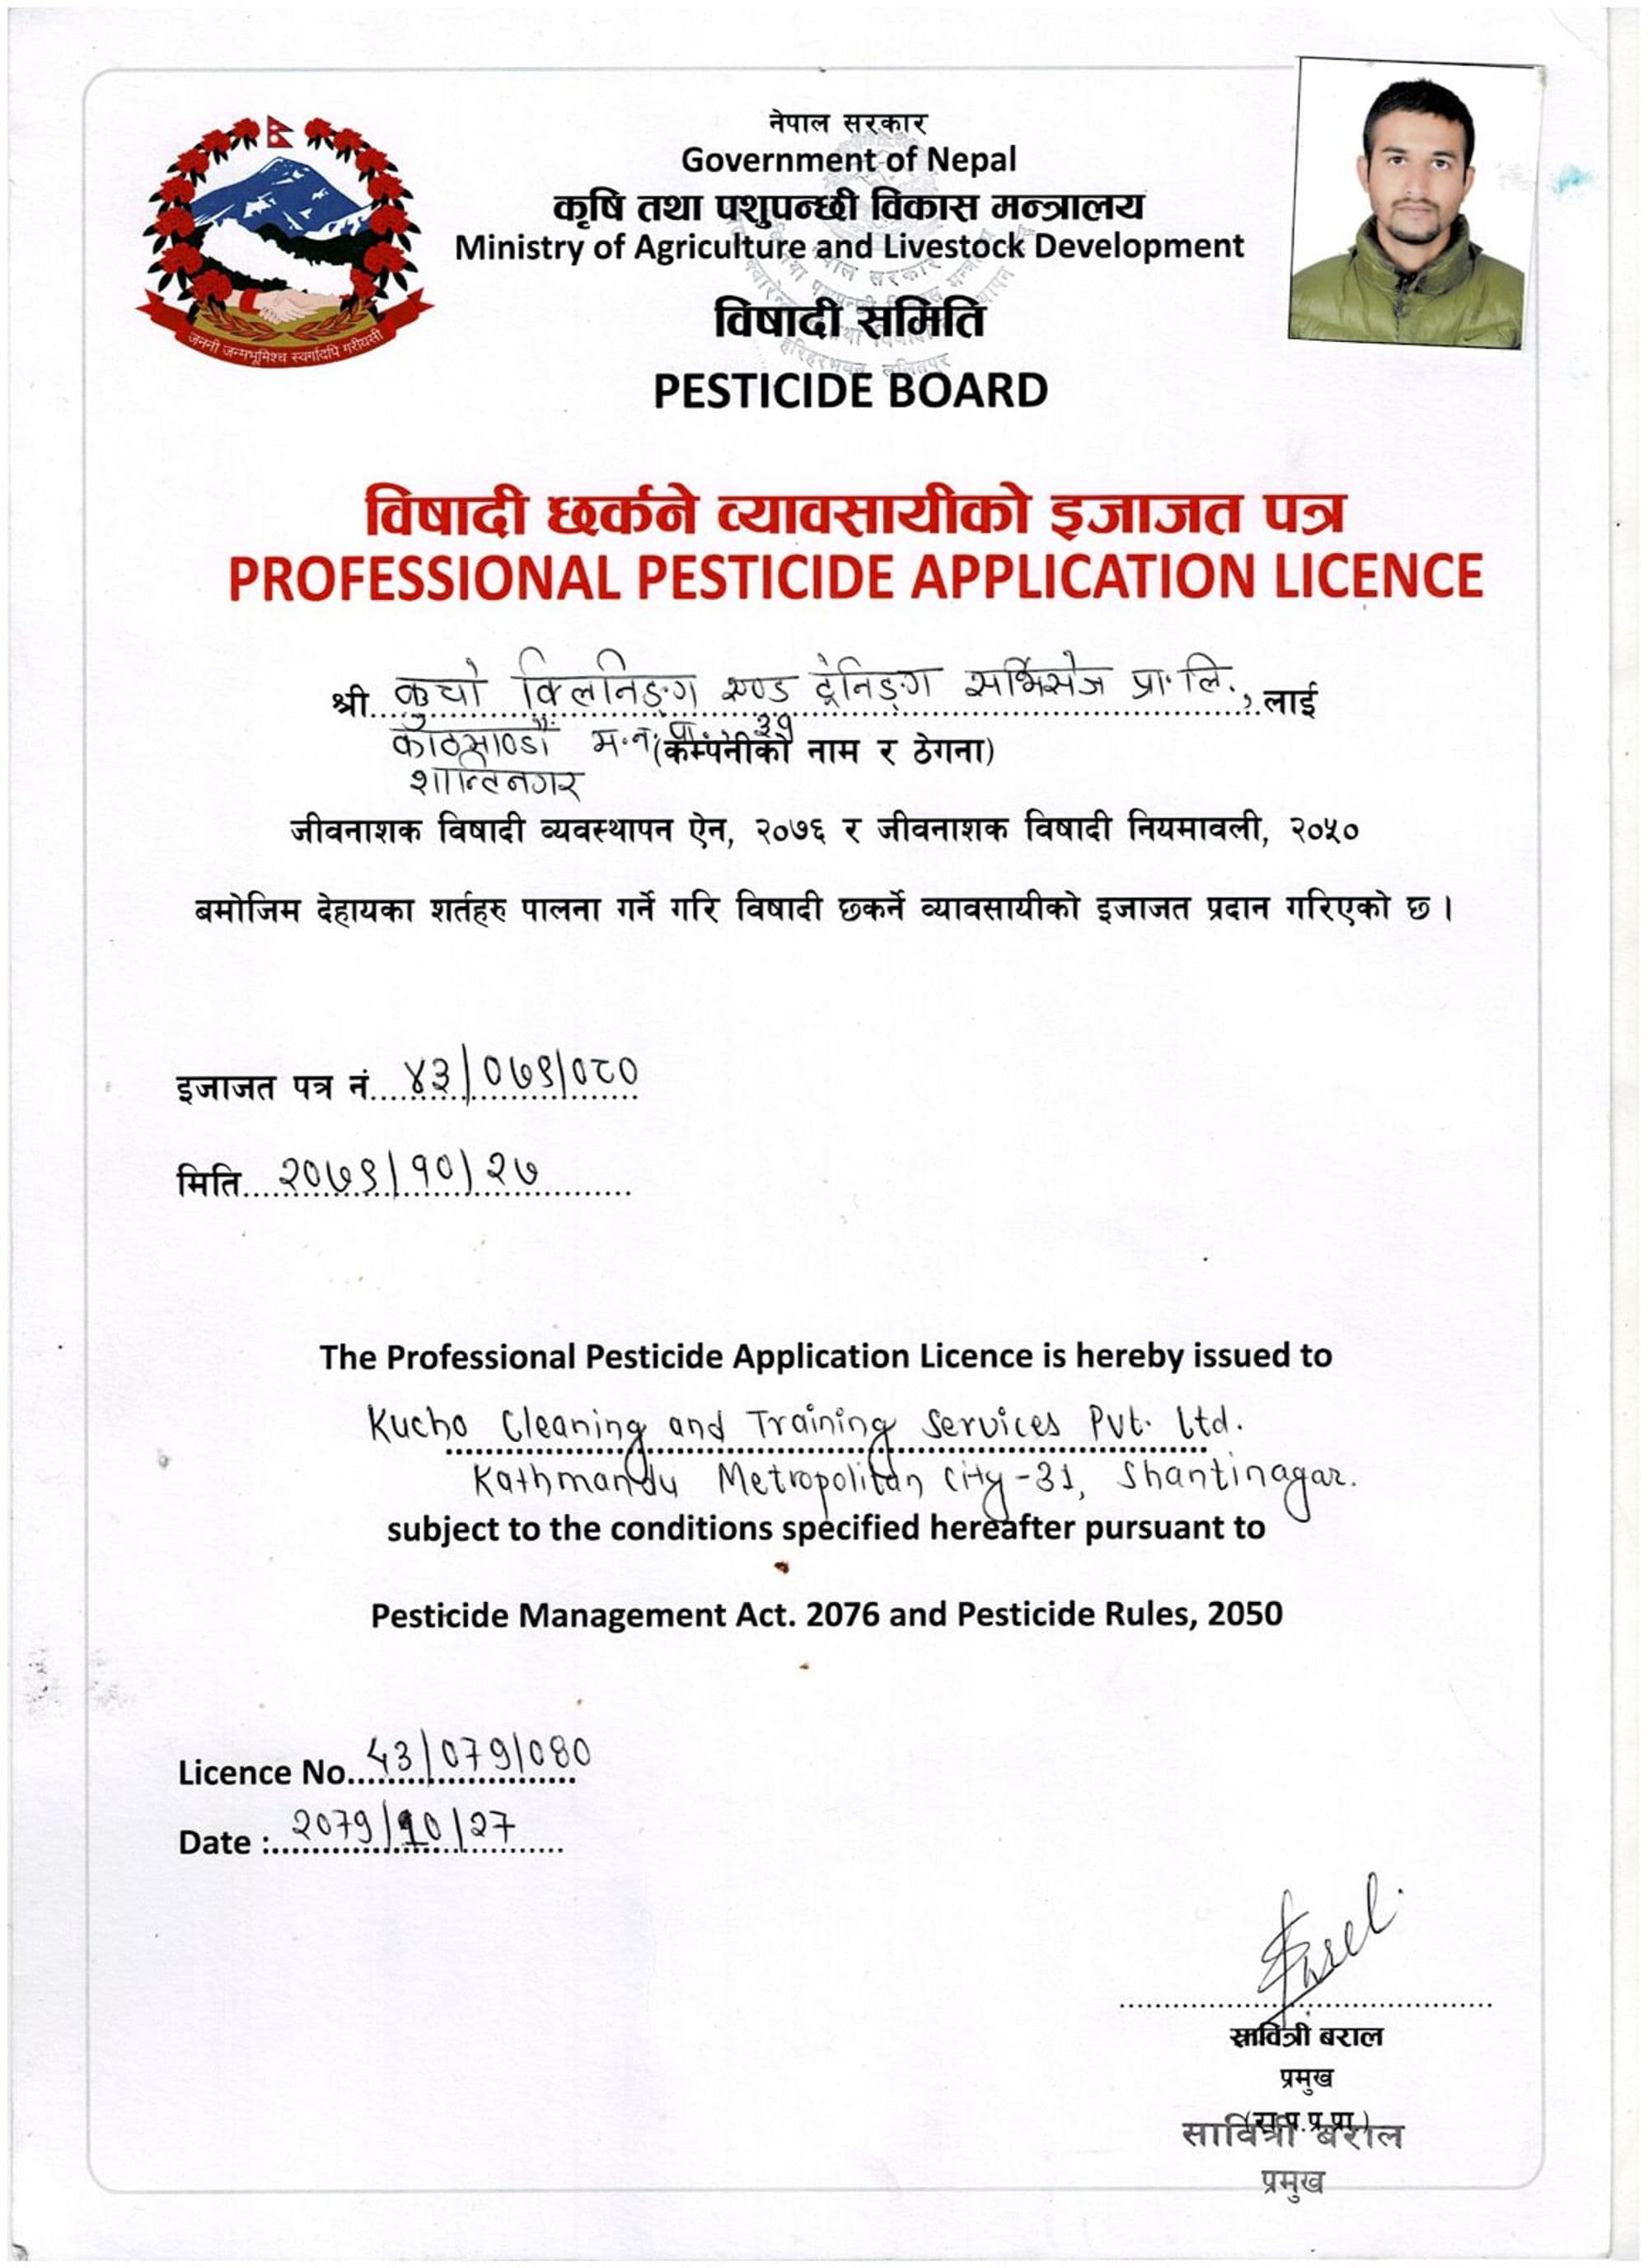 नेपाल सरकार
Government of Nepal
कृषि तथा पशुपन्छी विकास मन्त्रालय
Ministry of Agriculture and Livestock Development
विषादी समिति
PESTICIDE BOARD
जननी जन्मभूमिश्च स्वर्गादपि गरीयसी
नेपाल सरकार
हरिहरभवन, ललितपुर
विषादी छर्कने व्यावसायीको इजाजत पत्र
PROFESSIONAL PESTICIDE APPLICATION LICENCE
श्री कुचो क्लिनिङ्ग एण्ड ट्रेनिङ्ग सर्भिसेज प्रा.लि., लाई
काठमाण्डौं म.न.पा. ३१ (कम्पनीको नाम र ठेगना)
शान्तिनगर
जीवनाशक विषादी व्यवस्थापन ऐन, २०७६ र जीवनाशक विषादी नियमावली, २०५०
बमोजिम देहायका शर्तहरु पालना गर्ने गरि विषादी छकर्ने व्यावसायीको इजाजत प्रदान गरिएको छ ।
इजाजत पत्र नं. ४३/०७९/०८०
मिति २०७९/१०/२७
The Professional Pesticide Application Licence is hereby issued to
Kucho Cleaning and Training Services Pvt. Ltd.
Kathmandu Metropolitan city-31, Shantinagar.
subject to the conditions specified hereafter pursuant to
Pesticide Management Act. 2076 and Pesticide Rules, 2050
Licence No. 43/079/080
Date : 2079/10/27
सावित्री बराल
प्रमुख
सावित्री बराल
प्रमुख